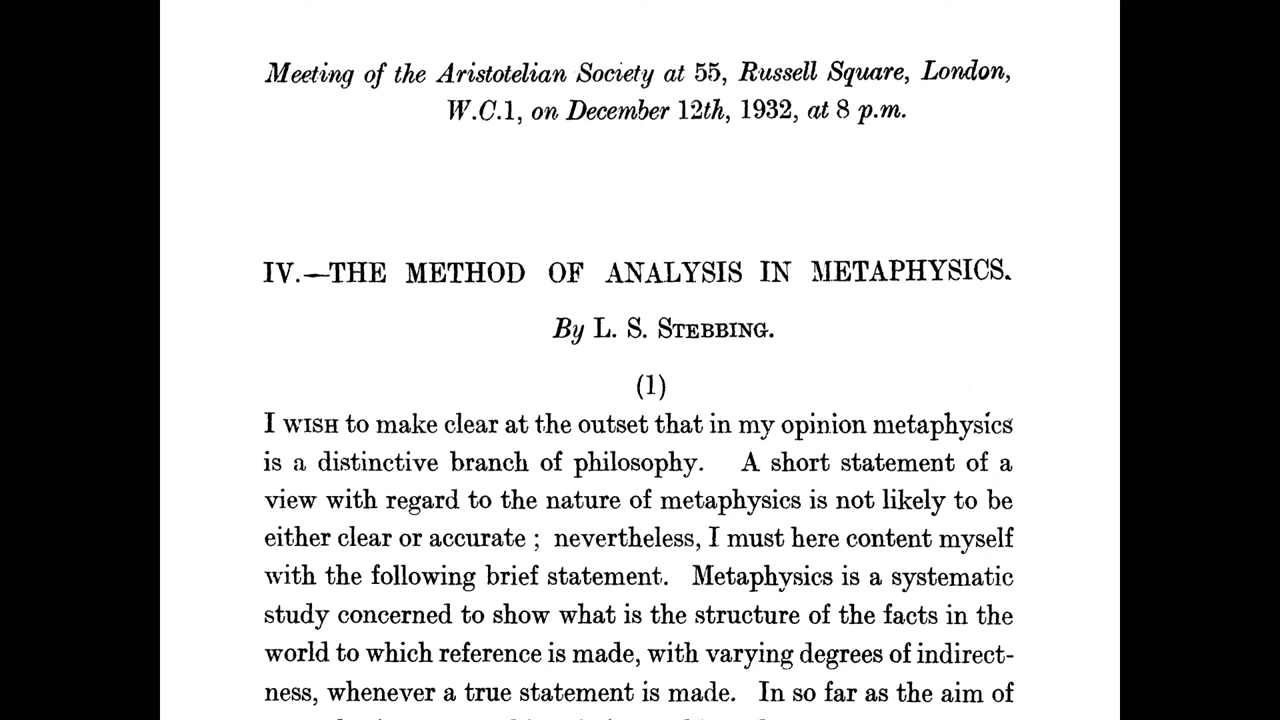 Meeting of the Aristotelian Society at 55, Russell Square, London,
W.C.1, on December 12th, 1932, at 8 p.m.
IV.—THE METHOD OF ANALYSIS IN METAPHYSICS.
By L. S. STEBBING.
(1)
I WISH to make clear at the outset that in my opinion metaphysics
is a distinctive branch of philosophy. A short statement of a
view with regard to the nature of metaphysics is not likely to be
either clear or accurate ; nevertheless, I must here content myself
with the following brief statement. Metaphysics is a systematic
study concerned to show what is the structure of the facts in the
world to which reference is made, with varying degrees of indirect-
ness, whenever a true statement is made. In so far as the aim of